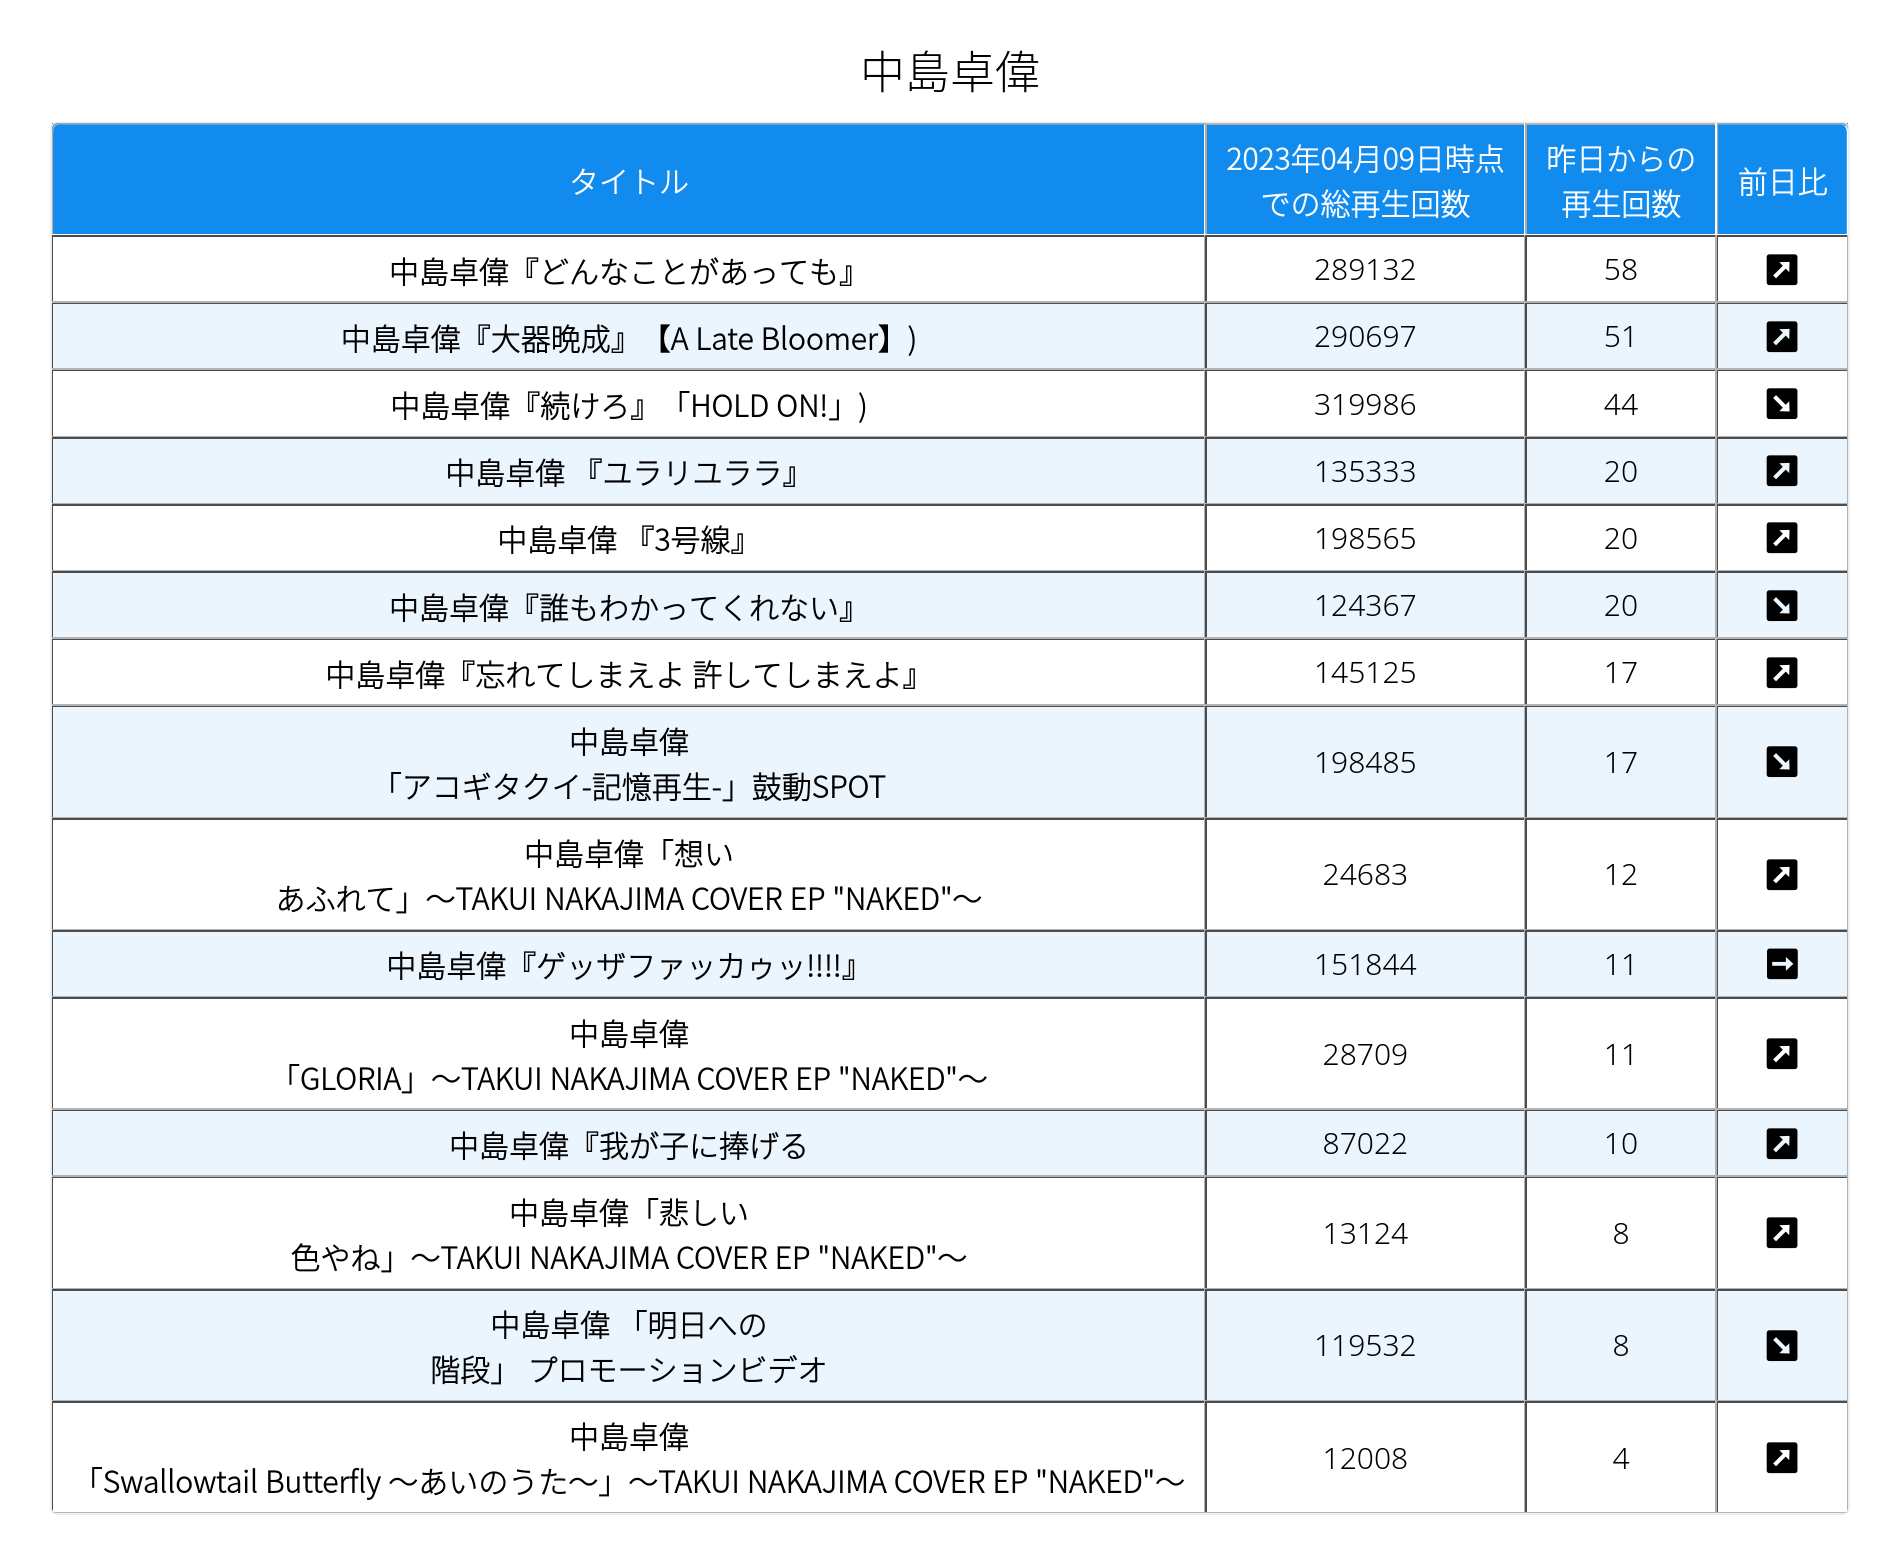 中島卓偉
タイトル
2023年04月09日時点
での総再生回数
昨日からの
再生回数
前日比
中島卓偉『どんなことがあっても』 289132 58
中島卓偉『大器晩成』【A Late Bloomer】) 290697 51
中島卓偉『続けろ』「HOLD ON!」) 319986 44
中島卓偉 『ユラリユララ』 135333 20
中島卓偉 『3号線』 198565 20
中島卓偉『誰もわかってくれない』 124367 20
中島卓偉『忘れてしまえよ 許してしまえよ』 145125 17
中島卓偉
「アコギタクイ-記憶再生-」鼓動SPOT 198485 17
中島卓偉「想い
あふれて」～TAKUI NAKAJIMA COVER EP "NAKED"～ 24683 12
中島卓偉『ゲッザファッカゥッ!!!!』 151844 11
中島卓偉
「GLORIA」～TAKUI NAKAJIMA COVER EP "NAKED"～ 28709 11
中島卓偉『我が子に捧げる 87022 10
中島卓偉「悲しい
色やね」～TAKUI NAKAJIMA COVER EP "NAKED"～ 13124 8
中島卓偉 「明日への
階段」 プロモーションビデオ 119532 8
中島卓偉
「Swallowtail Butterfly ～あいのうた～」～TAKUI NAKAJIMA COVER EP "NAKED"～ 12008 4